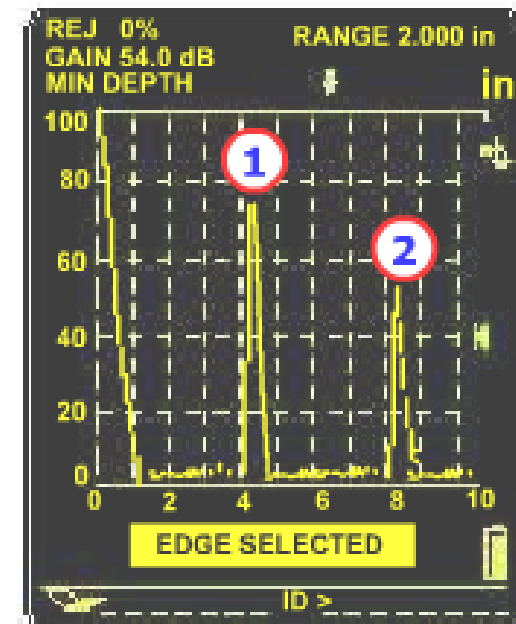 REJ 0%
RANGE 2.000 in
GAIN 54.0 dB
MIN DEPTH
in
100
80
60
40
20
0
1
2
0 2 4 6 8 10
EDGE SELECTED
ID >